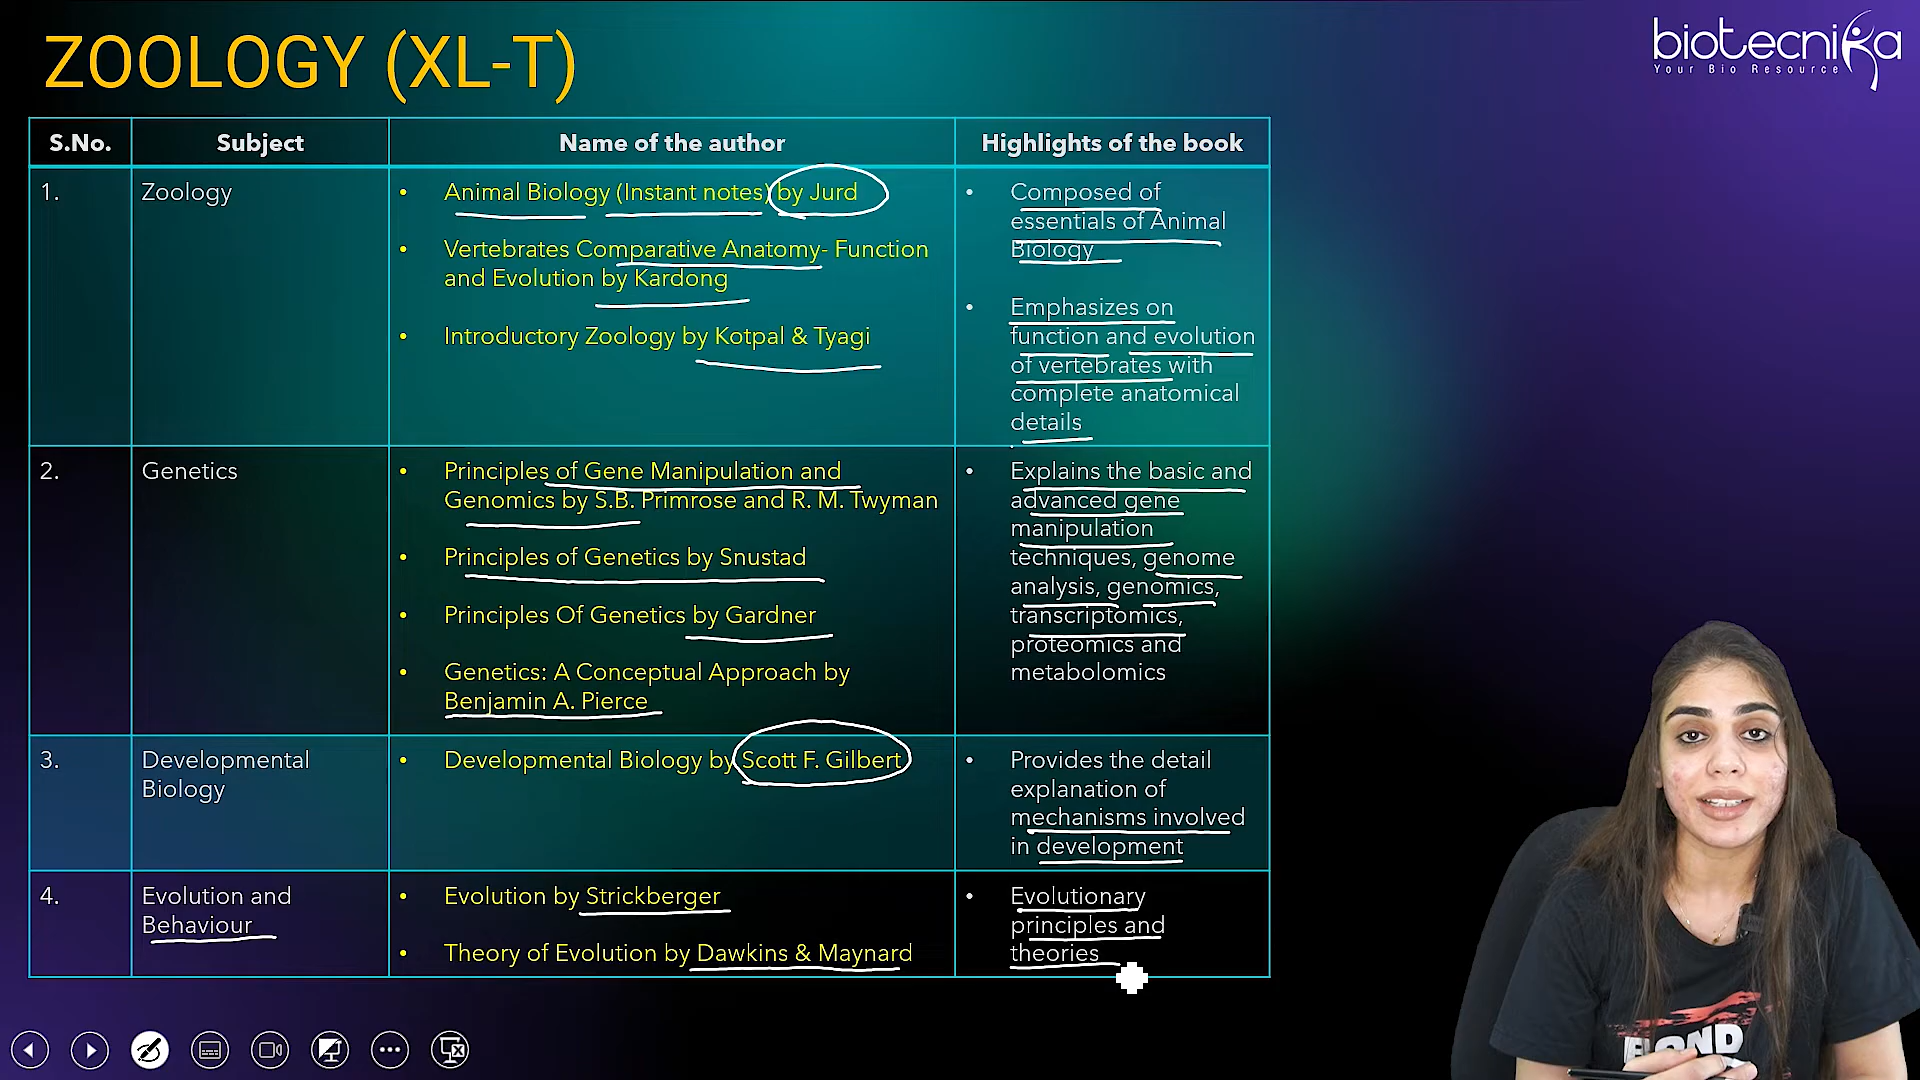 ZOOLOGY (XL-T)
biotecnika
Your Bio Resource
S.No.
Subject
Name of the author
Highlights of the book
1.
Zoology
• Animal Biology (Instant notes) by Jurd
• Vertebrates Comparative Anatomy- Function
and Evolution by Kardong
• Introductory Zoology by Kotpal & Tyagi
• Composed of
essentials of Animal
Biology
• Emphasizes on
function and evolution
of vertebrates with
complete anatomical
details
2.
Genetics
• Principles of Gene Manipulation and
Genomics by S.B. Primrose and R. M. Twyman
• Principles of Genetics by Snustad
• Principles Of Genetics by Gardner
• Genetics: A Conceptual Approach by
Benjamin A. Pierce
• Explains the basic and
advanced gene
manipulation
techniques, genome
analysis, genomics,
transcriptomics,
proteomics and
metabolomics
3.
Developmental
Biology
• Developmental Biology by Scott F. Gilbert
• Provides the detail
explanation of
mechanisms involved
in development
4.
Evolution and
Behaviour
• Evolution by Strickberger
• Theory of Evolution by Dawkins & Maynard
• Evolutionary
principles and
theories